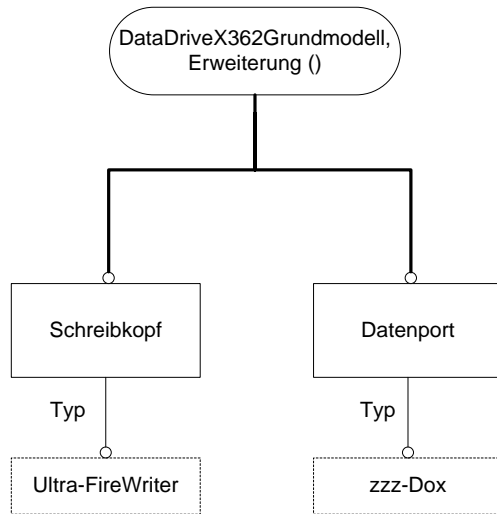 DataDriveX362Grundmodell,
Erweiterung ()
Schreibkopf
Datenport
Typ
Typ
Ultra-FireWriter
zzz-Dox